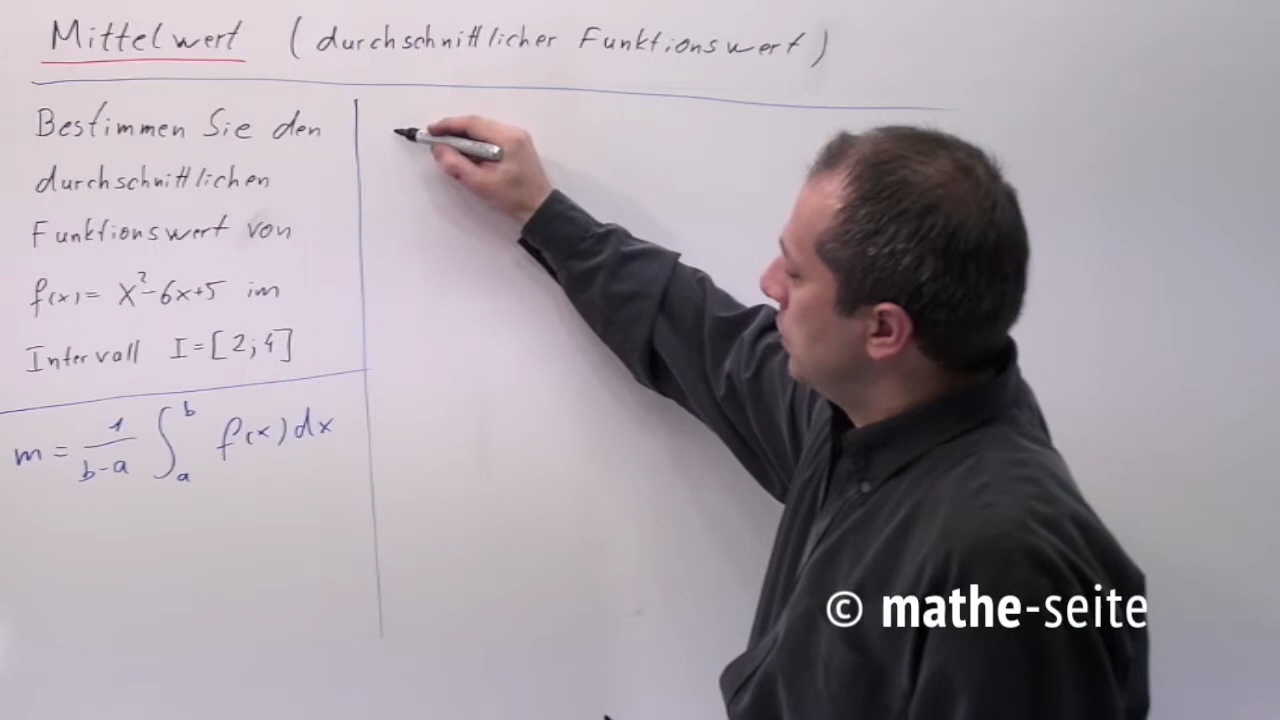 Mittelwert (durchschnittlicher Funktionswert)
Bestimmen Sie den
durchschnittlichen
Funktionswert von
f(x) = x²-6x+5 im
Intervall I=[2;4]
m = 1/(b-a) ∫ₐᵇ f(x)dx
© mathe-seite